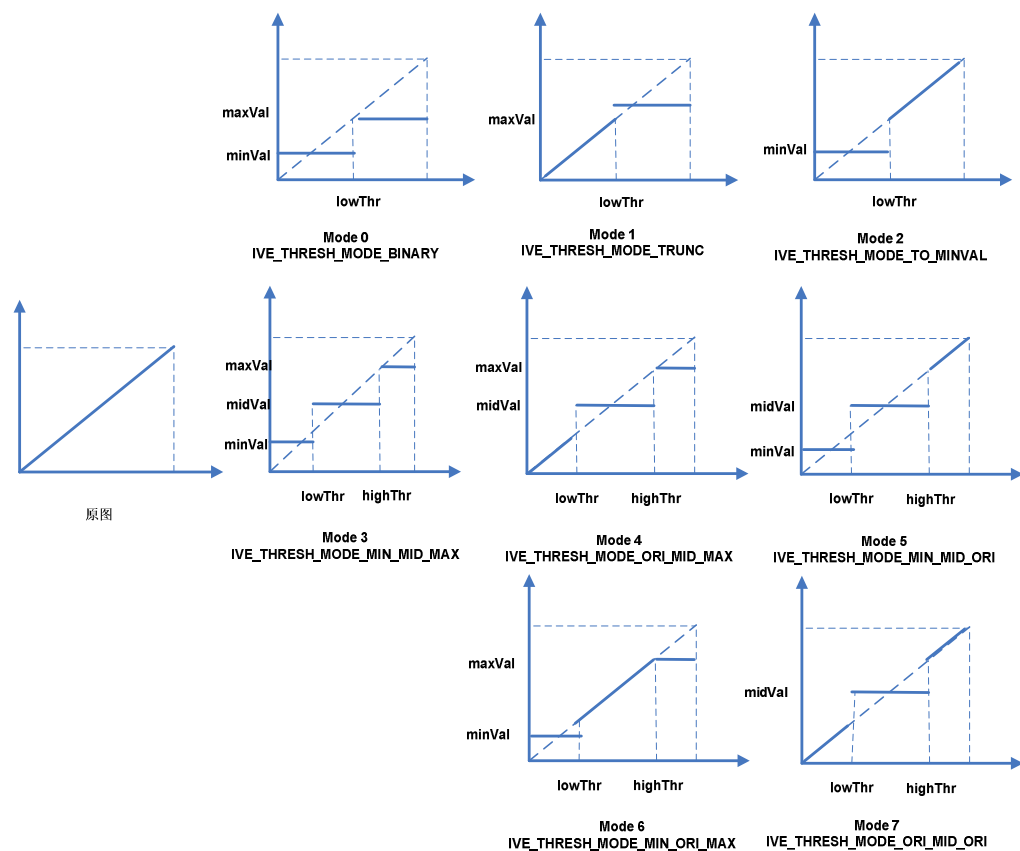 maxVal
minVal
lowThr
Mode 0
IVE_THRESH_MODE_BINARY
maxVal
lowThr
Mode 1
IVE_THRESH_MODE_TRUNC
minVal
lowThr
Mode 2
IVE_THRESH_MODE_TO_MINVAL
原图
maxVal
midVal
minVal
lowThr highThr
Mode 3
IVE_THRESH_MODE_MIN_MID_MAX
maxVal
midVal
lowThr highThr
Mode 4
IVE_THRESH_MODE_ORI_MID_MAX
midVal
minVal
lowThr highThr
Mode 5
IVE_THRESH_MODE_MIN_MID_ORI
maxVal
minVal
lowThr highThr
Mode 6
IVE_THRESH_MODE_MIN_ORI_MAX
midVal
lowThr highThr
Mode 7
IVE_THRESH_MODE_ORI_MID_ORI